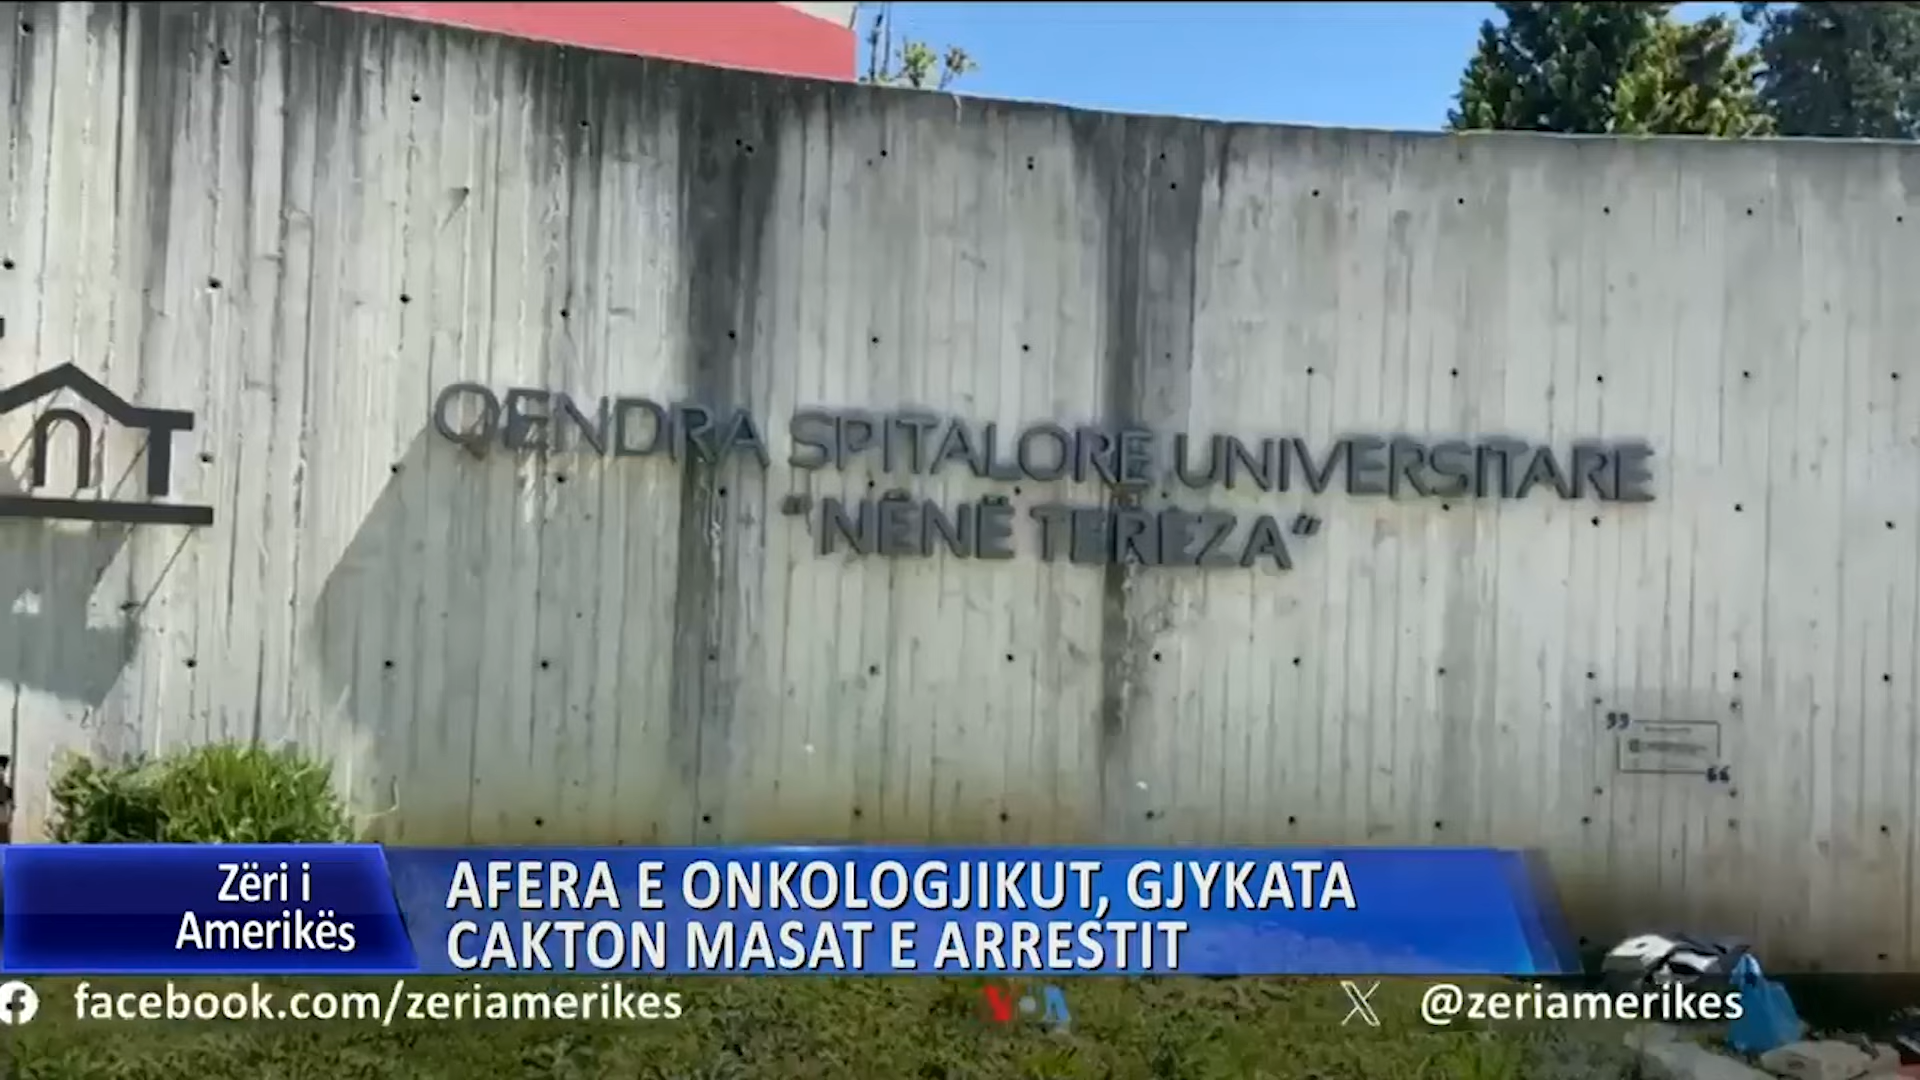 QENDRA SPITALORE UNIVERSITARE
"NËNË TEREZA"
Zëri i
Amerikës
AFERA E ONKOLOGJIKUT, GJYKATA
CAKTON MASAT E ARRESTIT
facebook.com/zeriamerikes
VOA
@zeriamerikes